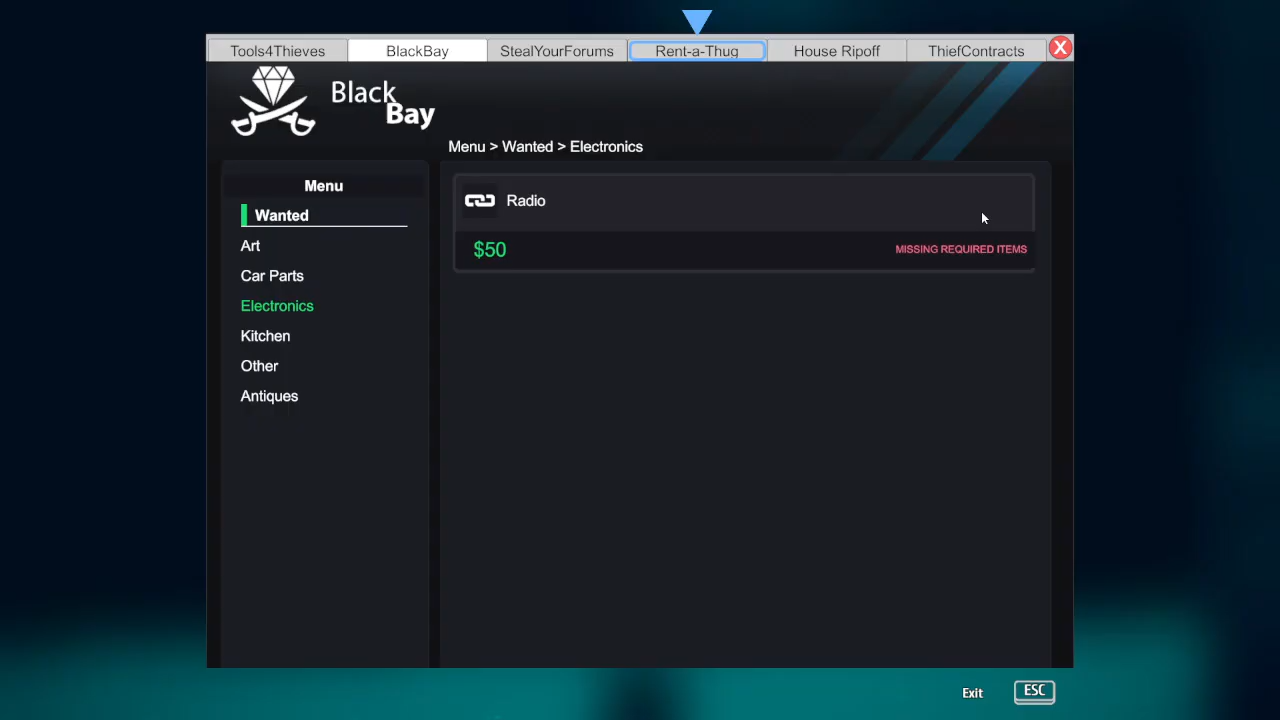 Tools4Thieves BlackBay StealYourForums Rent-a-Thug House Ripoff ThiefContracts X
Black
Bay
Menu > Wanted > Electronics
Menu
Wanted
Art
Car Parts
Electronics
Kitchen
Other
Antiques
Radio
$50 MISSING REQUIRED ITEMS
Exit ESC